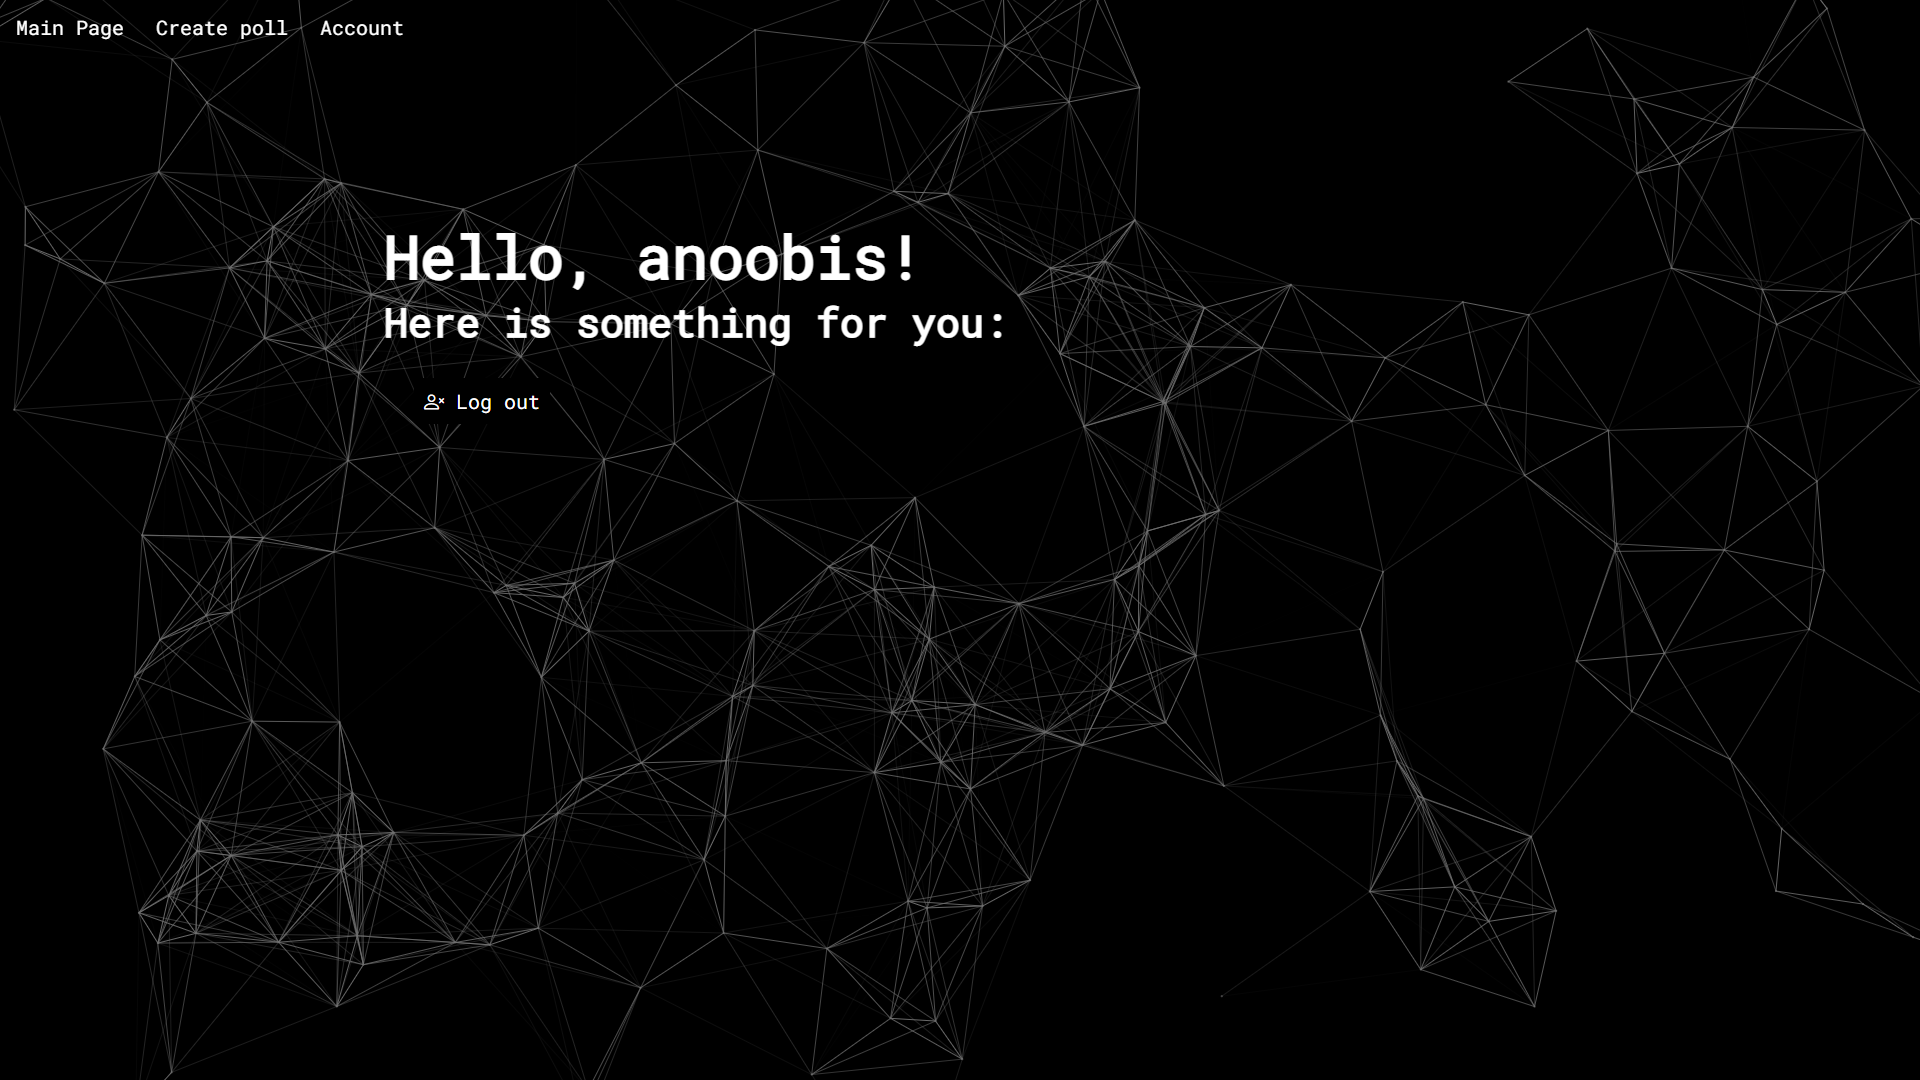 Main Page Create poll Account
Hello, anoobis!
Here is something for you:
Log out